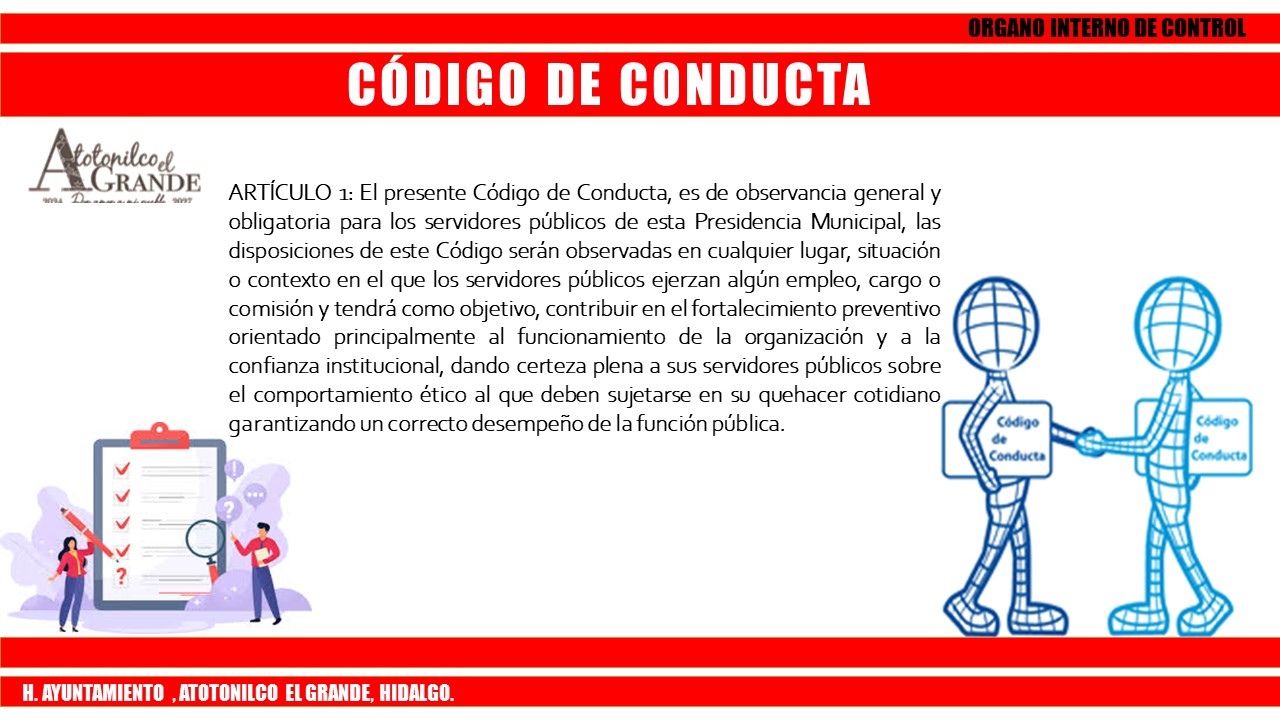 ORGANO INTERNO DE CONTROL
CÓDIGO DE CONDUCTA
Atotonilco el
GRANDE
ARTÍCULO 1: El presente Código de Conducta, es de observancia general y
obligatoria para los servidores públicos de esta Presidencia Municipal, las
disposiciones de este Código serán observadas en cualquier lugar, situación
o contexto en el que los servidores públicos ejerzan algún empleo, cargo o
comisión y tendrá como objetivo, contribuir en el fortalecimiento preventivo
orientado principalmente al funcionamiento de la organización y a la
confianza institucional, dando certeza plena a sus servidores públicos sobre
el comportamiento ético al que deben sujetarse en su quehacer cotidiano
garantizando un correcto desempeño de la función pública.
Código
de
Conducta
Código
de
Conducta
H. AYUNTAMIENTO , ATOTONILCO EL GRANDE, HIDALGO.